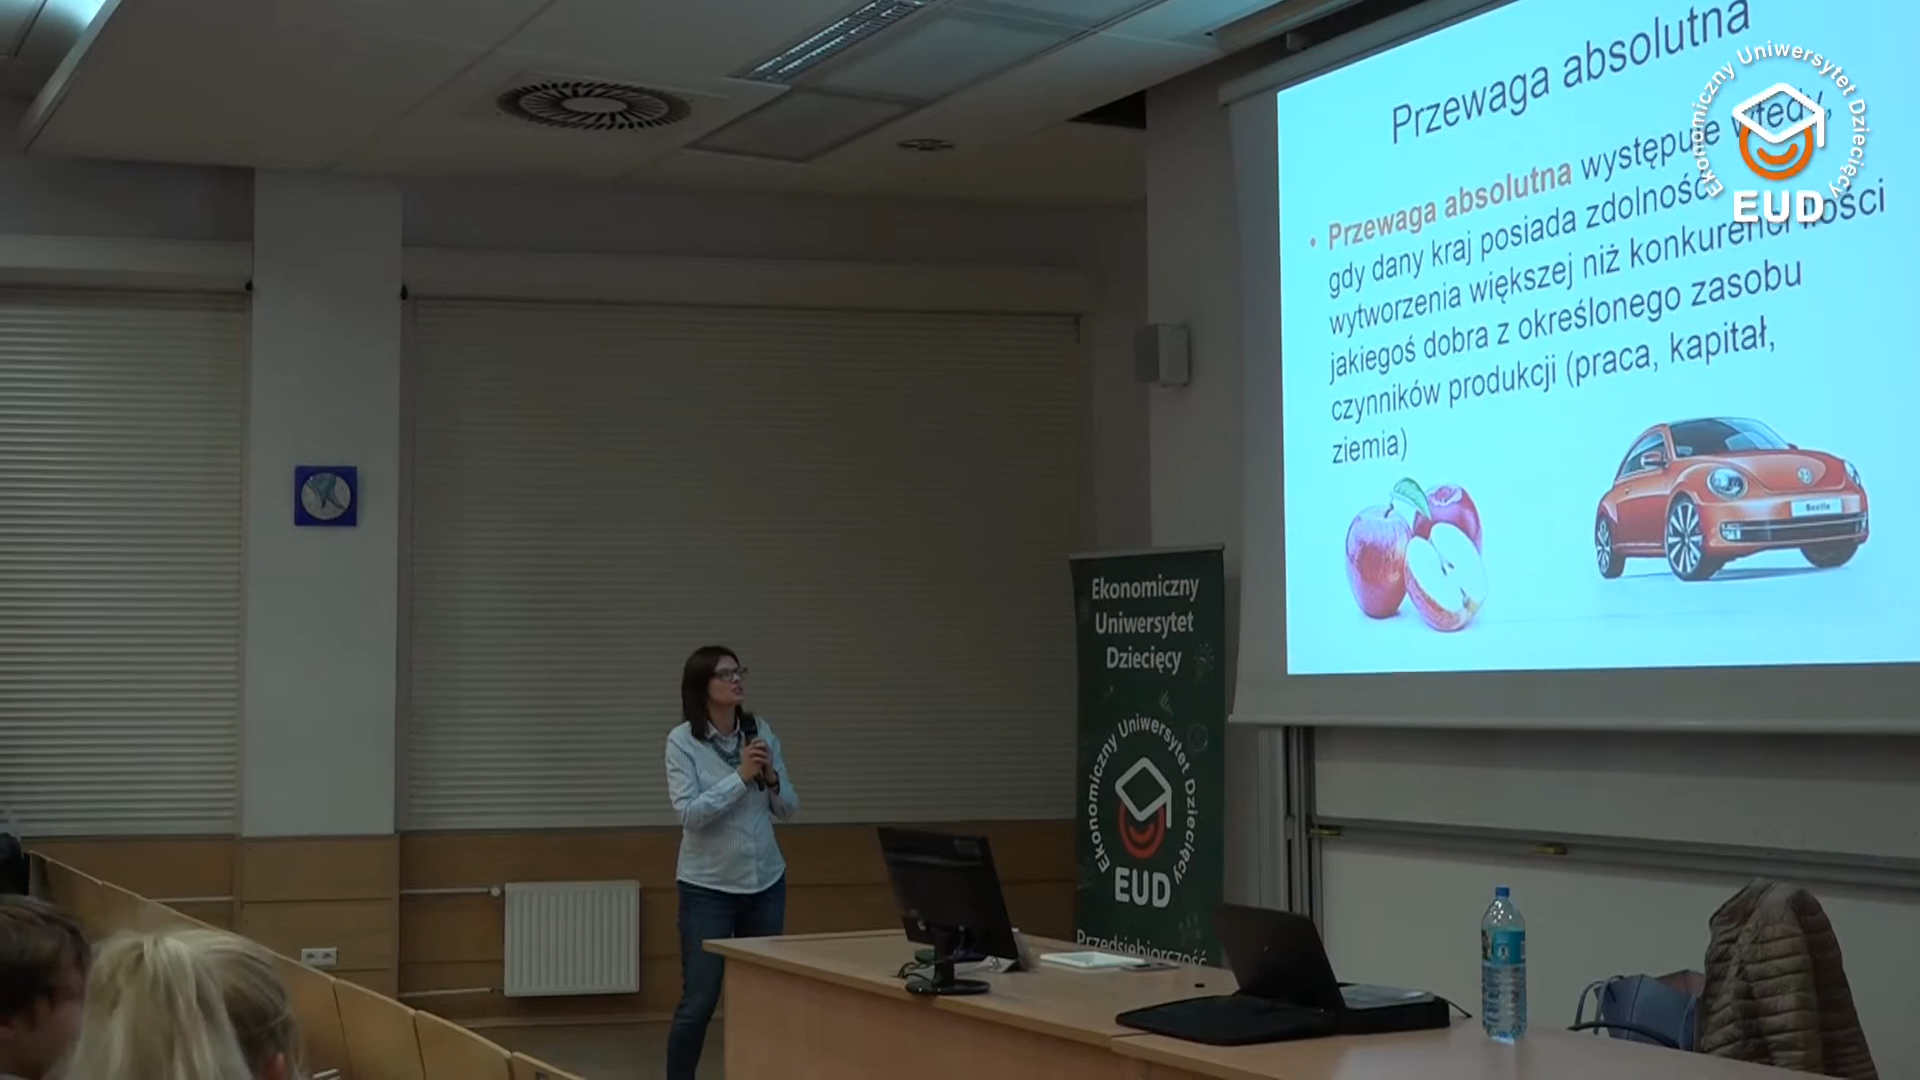 Przewaga absolutna
• Przewaga absolutna występuje wtedy,
gdy dany kraj posiada zdolność
wytworzenia większej niż konkurenci ilości
jakiegoś dobra z określonego zasobu
czynników produkcji (praca, kapitał,
ziemia)
Beetle
Ekonomiczny Uniwersytet Dziecięcy
EUD
Ekonomiczny
Uniwersytet
Dziecięcy
Ekonomiczny Uniwersytet Dziecięcy
EUD
Przedsiębiorczość